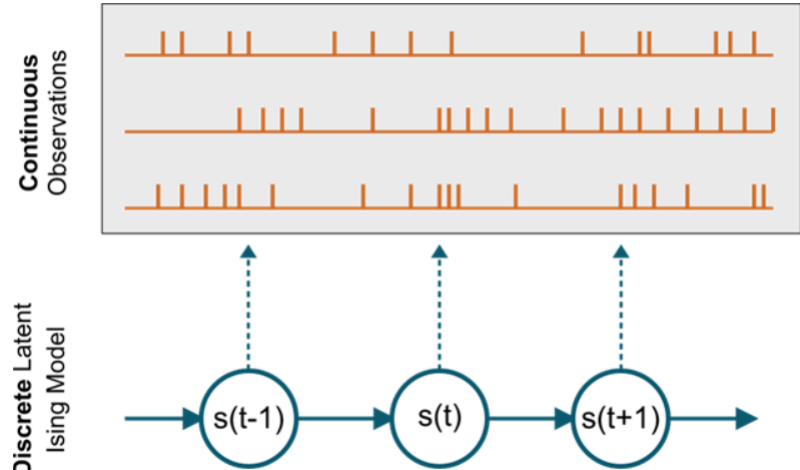 Continuous
Observations
Discrete Latent
Ising Model
s(t-1)
s(t)
s(t+1)